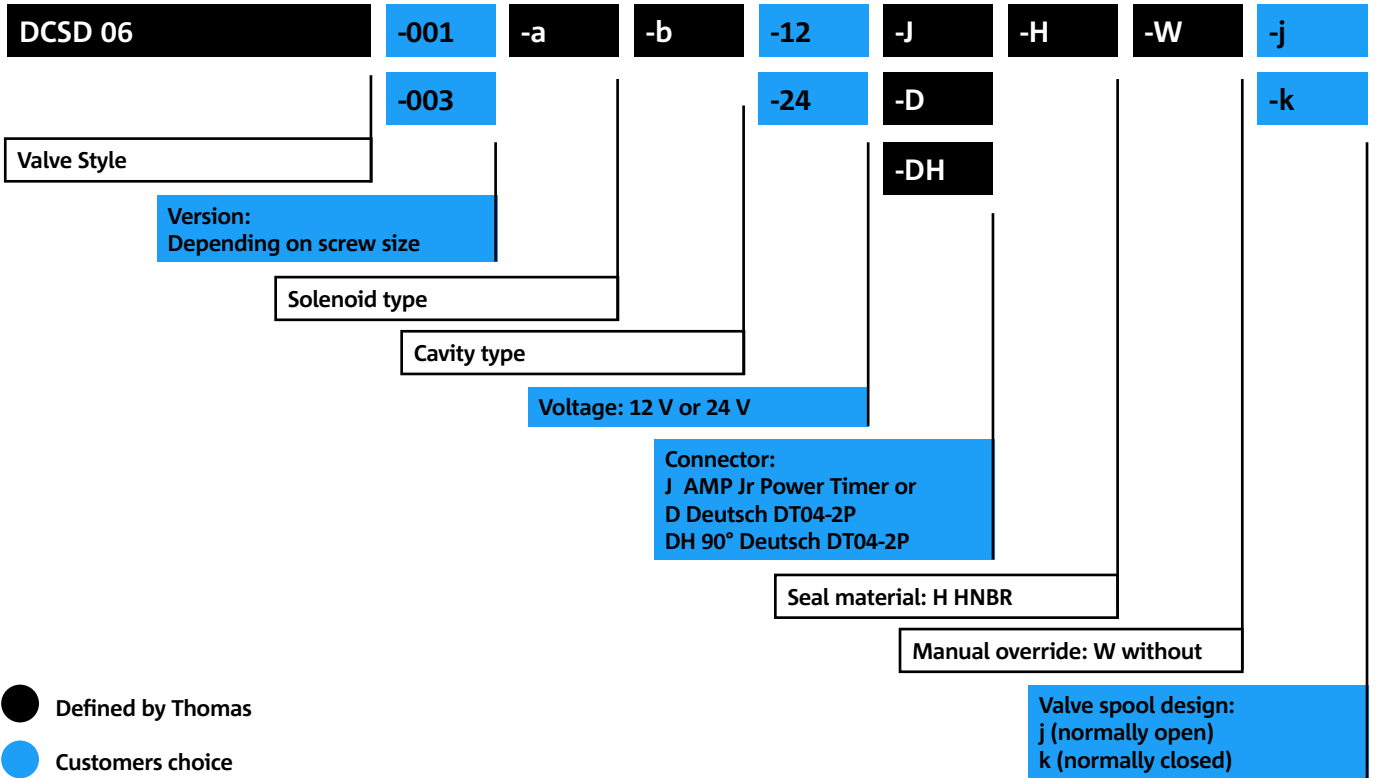 DCSD 06 -001 -a -b -12 -J -H -W -j
-003 -24 -D -k
-DH
Valve Style
Version:
Depending on screw size
Solenoid type
Cavity type
Voltage: 12 V or 24 V
Connector:
J AMP Jr Power Timer or
D Deutsch DT04-2P
DH 90° Deutsch DT04-2P
Seal material: H HNBR
Manual override: W without
Valve spool design:
j (normally open)
k (normally closed)
Defined by Thomas
Customers choice